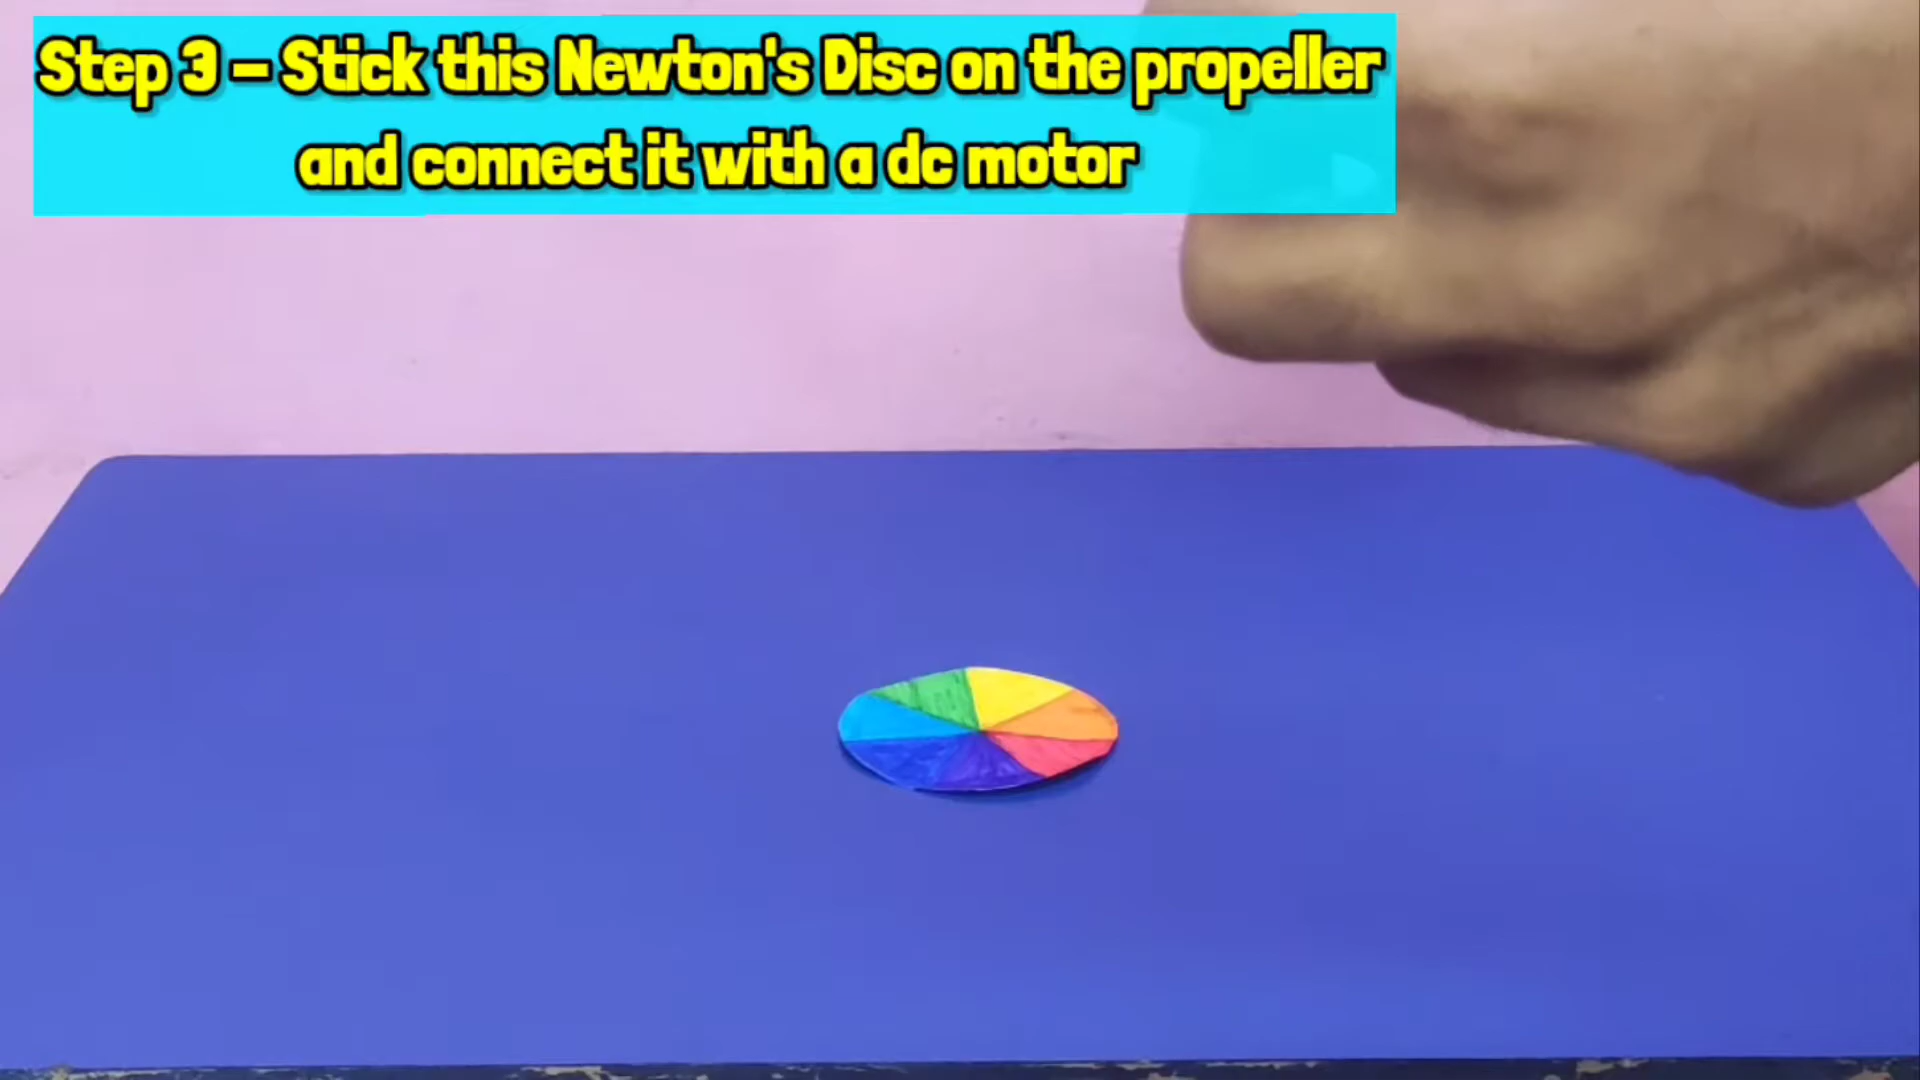 Step 3 – Stick this Newton's Disc on the propeller
and connect it with a dc motor